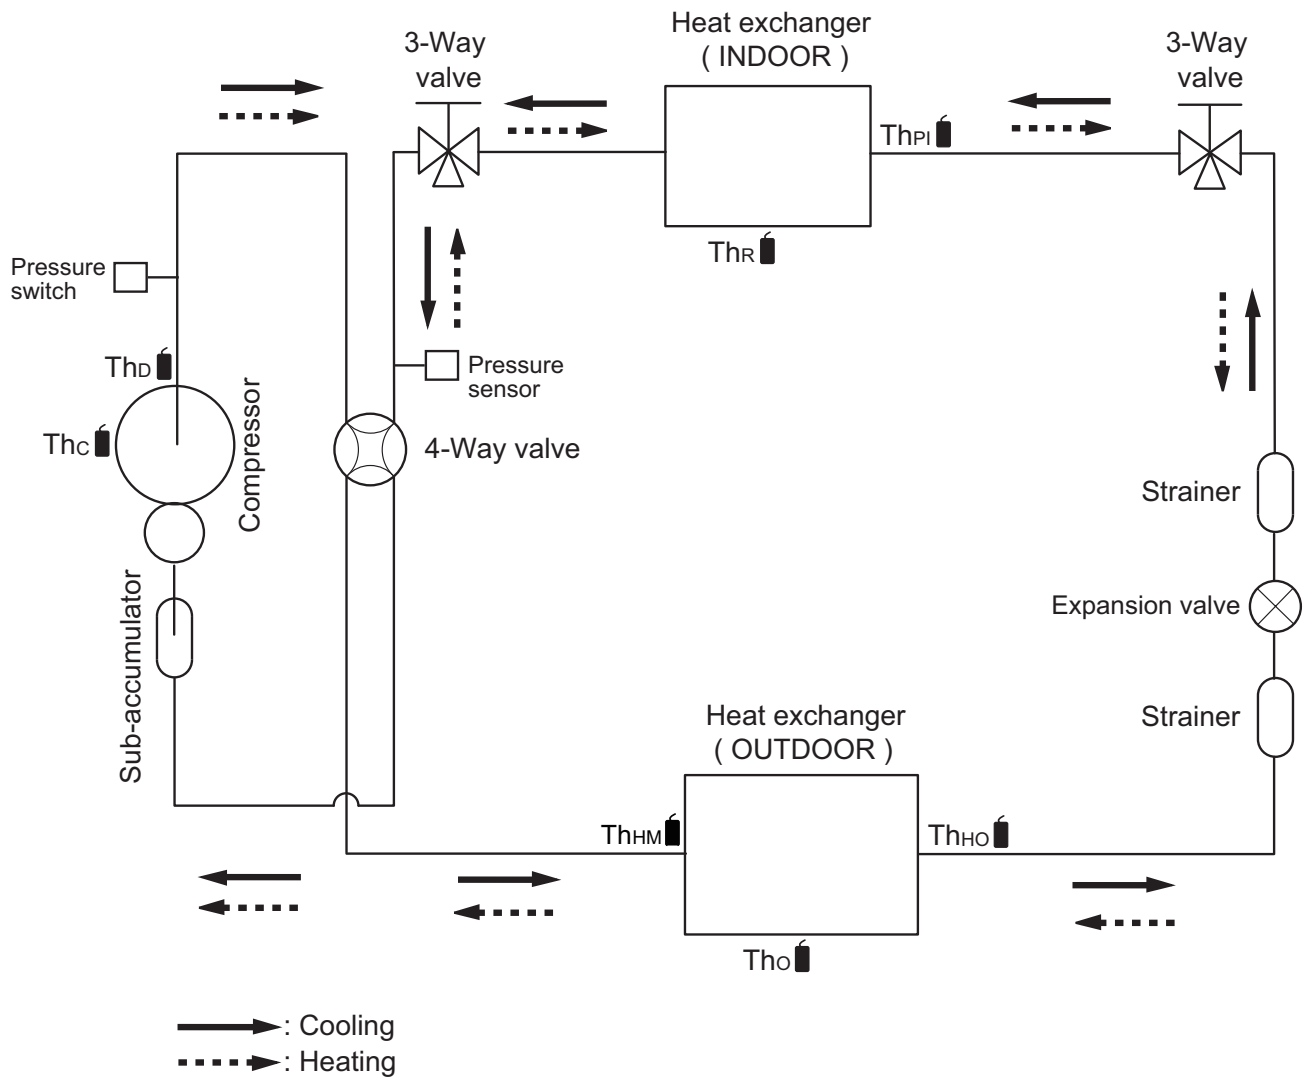 Heat exchanger
( INDOOR )
3-Way
valve
3-Way
valve
ThPI
ThR
Pressure
switch
ThD
Pressure
sensor
ThC
Compressor
4-Way valve
Strainer
Expansion valve
Sub-accumulator
Strainer
Heat exchanger
( OUTDOOR )
ThHM
ThHO
ThO
: Cooling
: Heating